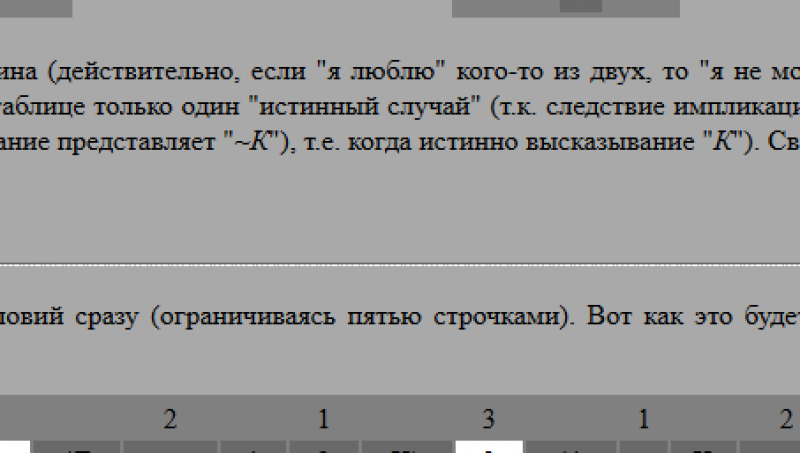 ина (действительно, если "я люблю" кого-то из двух, то "я не мо
таблице только один "истинный случай" (т.к. следствие импликаци
ание представляет "~K"), т.е. когда истинно высказывание "K"). Св
ловий сразу (ограничиваясь пятью строчками). Вот как это буде
2 1 3 1 2